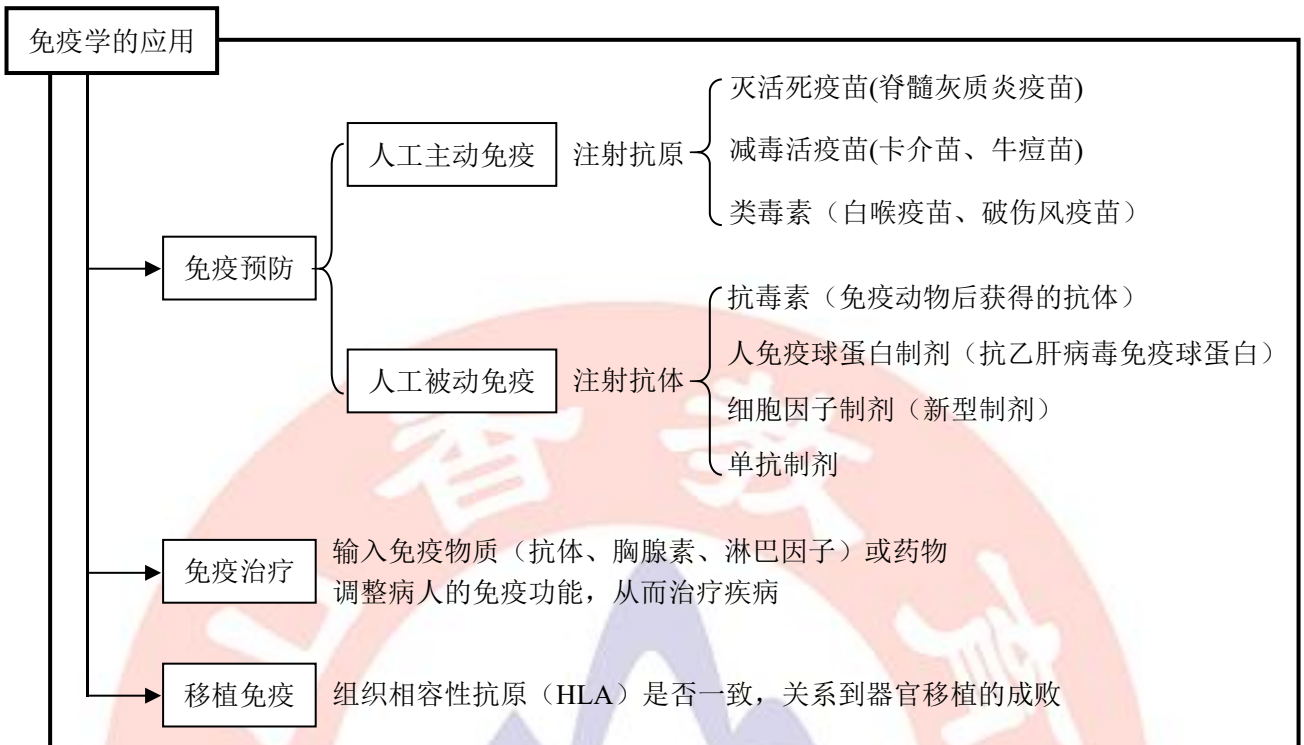 免疫学的应用
灭活死疫苗(脊髓灰质炎疫苗)
人工主动免疫 注射抗原
减毒活疫苗(卡介苗、牛痘苗)
类毒素（白喉疫苗、破伤风疫苗）
免疫预防
抗毒素（免疫动物后获得的抗体）
人免疫球蛋白制剂（抗乙肝病毒免疫球蛋白）
人工被动免疫 注射抗体
细胞因子制剂（新型制剂）
单抗制剂
免疫治疗
输入免疫物质（抗体、胸腺素、淋巴因子）或药物
调整病人的免疫功能，从而治疗疾病
移植免疫 组织相容性抗原（HLA）是否一致，关系到器官移植的成败
香教
育